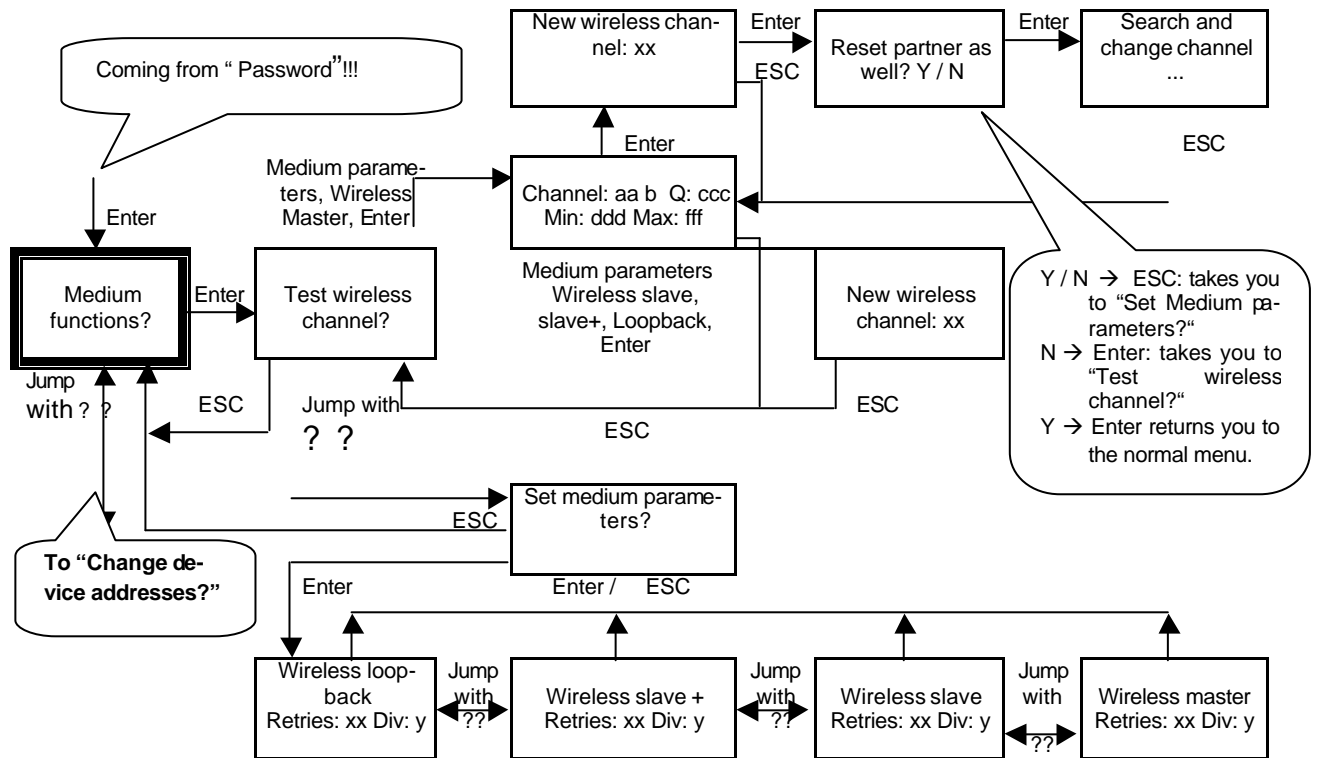 New wireless chan-
nel: xx
Enter
Reset partner as
well? Y / N
Enter
Search and
change channel
...
Coming from “ Password”!!!
ESC
ESC
Enter
Medium parame-
ters, Wireless
Master, Enter
Channel: aa b Q: ccc
Min: ddd Max: fff
Enter
Medium
functions?
Enter
Test wireless
channel?
Medium parameters
Wireless slave,
slave+, Loopback,
Enter
New wireless
channel: xx
Y / N → ESC: takes you
to “Set Medium pa-
rameters?“
N → Enter: takes you to
“Test wireless
channel?“
Y → Enter returns you to
the normal menu.
Jump
with ? ?
ESC
Jump with
? ?
ESC
ESC
Set medium parame-
ters?
ESC
To “Change de-
vice addresses?”
Enter
Enter / ESC
Wireless loop-
back
Retries: xx Div: y
Jump
with
??
Wireless slave +
Retries: xx Div: y
Jump
with
??
Wireless slave
Retries: xx Div: y
Jump
with
??
Wireless master
Retries: xx Div: y